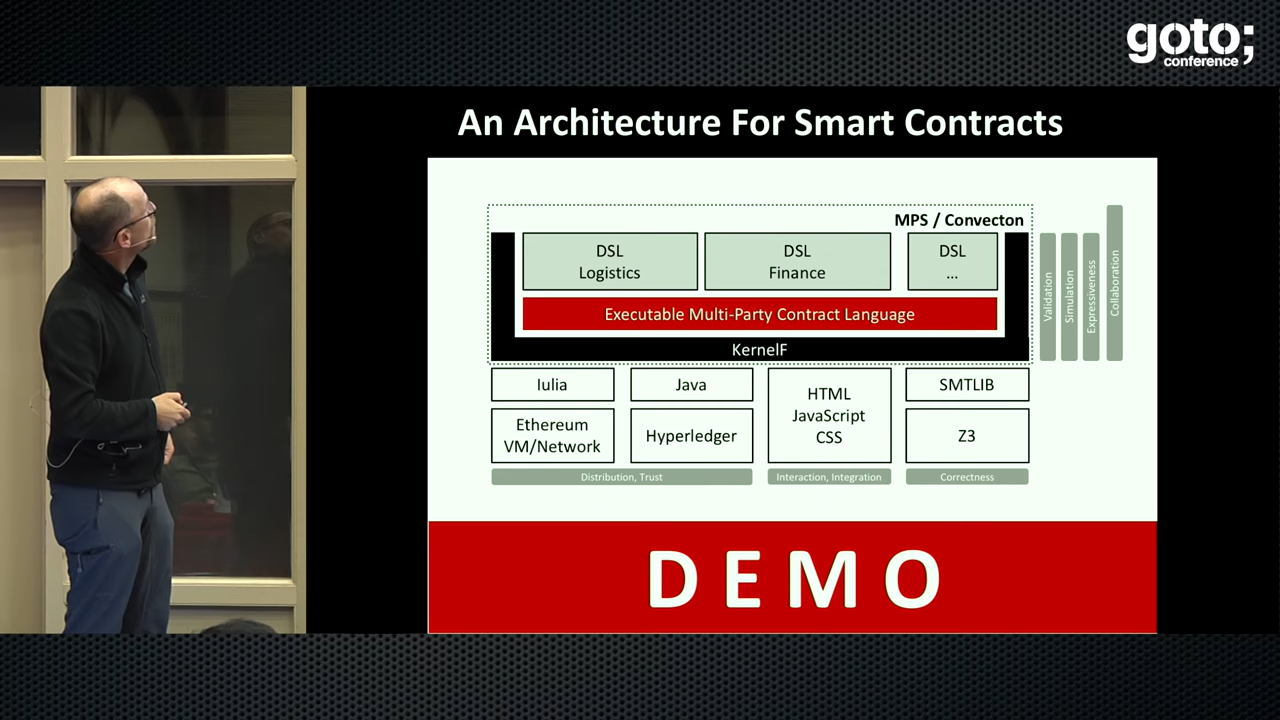 goto;
conference
An Architecture For Smart Contracts
MPS / Convecton
DSL
Logistics
DSL
Finance
DSL
...
Executable Multi-Party Contract Language
KernelF
Validation
Simulation
Expressiveness
Collaboration
Iulia
Java
HTML
JavaScript
CSS
SMTLIB
Ethereum
VM/Network
Hyperledger
Z3
Distribution, Trust
Interaction, Integration
Correctness
DEMO